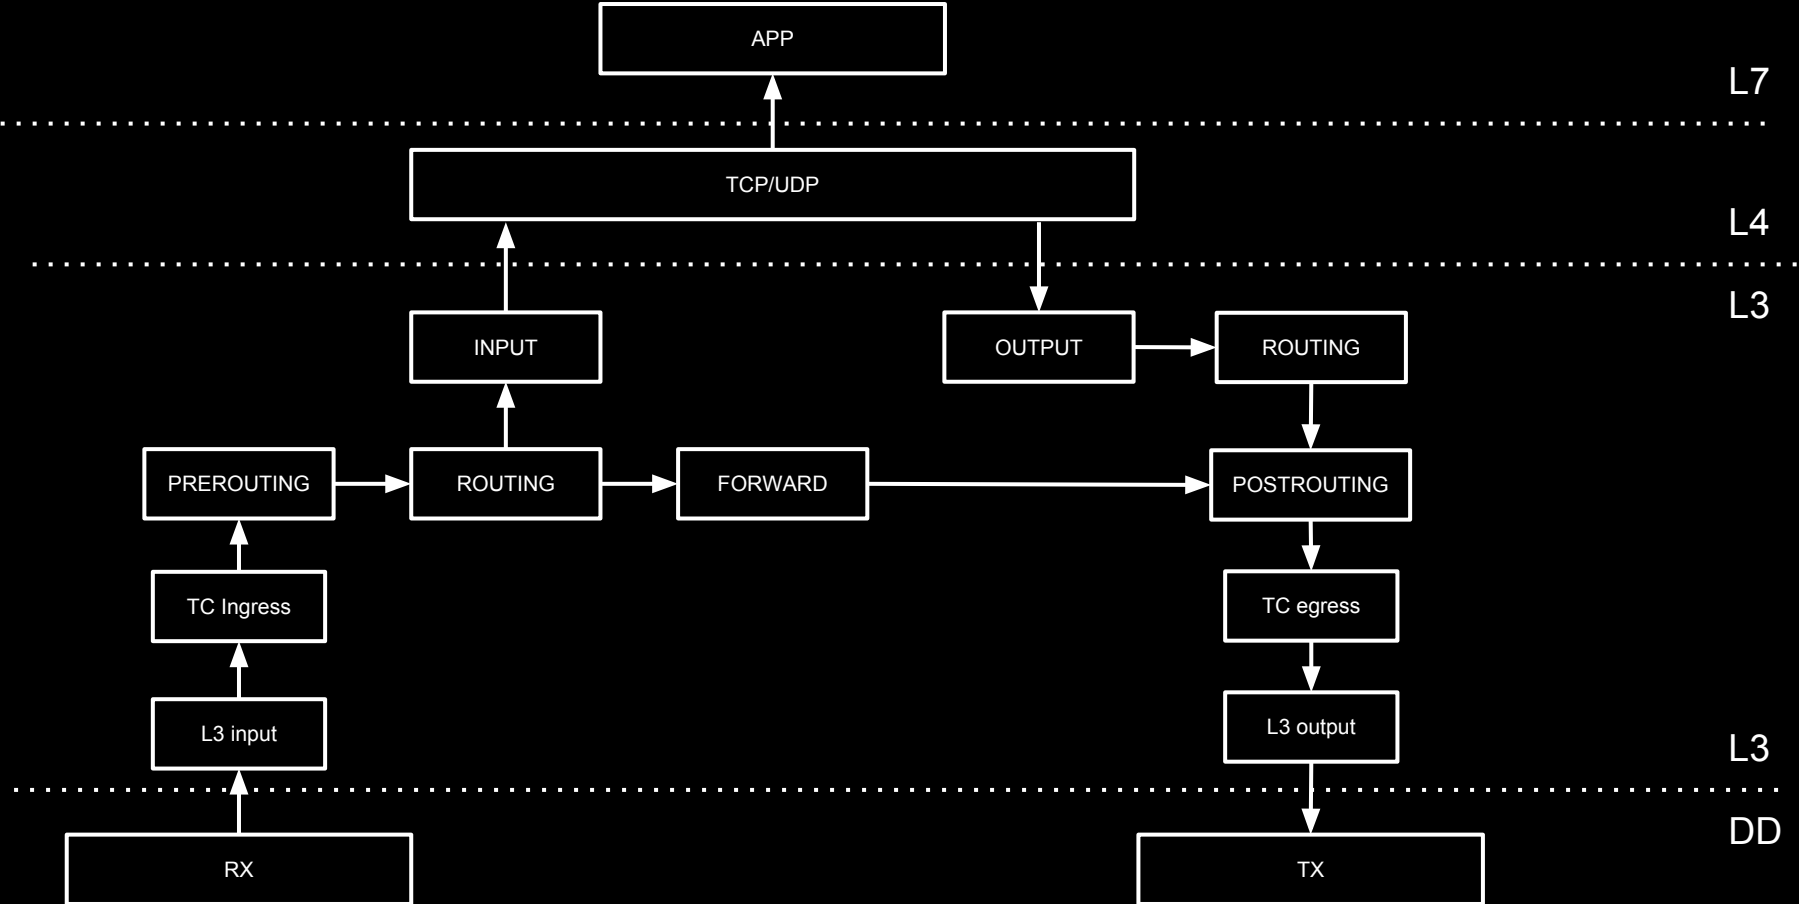 APP
L7
TCP/UDP
L4
L3
INPUT
OUTPUT
ROUTING
PREROUTING
ROUTING
FORWARD
POSTROUTING
TC Ingress
TC egress
L3 input
L3 output
L3
DD
RX
TX